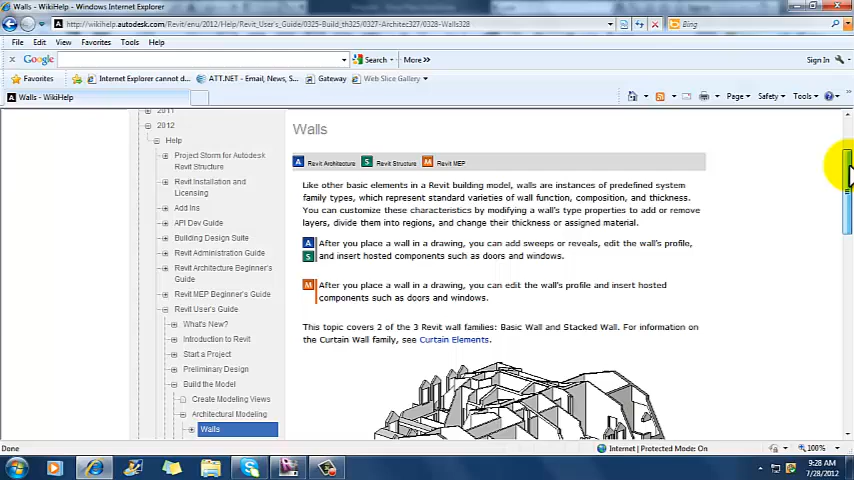 Walls - WikiHelp - Windows Internet Explorer
http://wikihelp.autodesk.com/Revit/enu/2012/Help/Revit_User's_Guide/0325-Build_th325/0327-Architec327/0328-Walls328
Bing
File Edit View Favorites Tools Help
Google Search More >> Sign In
Favorites Internet Explorer cannot d... AT&T.NET - Email, News, S... Gateway Web Slice Gallery
Walls - WikiHelp Page Safety Tools
2011
2012
Help
Project Storm for Autodesk
Revit Structure
Revit Installation and
Licensing
Add Ins
API Dev Guide
Building Design Suite
Revit Administration Guide
Revit Architecture Beginner's
Guide
Revit MEP Beginner's Guide
Revit User's Guide
What's New?
Introduction to Revit
Start a Project
Preliminary Design
Build the Model
Create Modeling Views
Architectural Modeling
Walls
Walls
A Revit Architecture S Revit Structure M Revit MEP
Like other basic elements in a Revit building model, walls are instances of predefined system
family types, which represent standard varieties of wall function, composition, and thickness.
You can customize these characteristics by modifying a wall's type properties to add or remove
layers, divide them into regions, and change their thickness or assigned material.
A After you place a wall in a drawing, you can add sweeps or reveals, edit the wall's profile,
S and insert hosted components such as doors and windows.
M After you place a wall in a drawing, you can edit the wall's profile and insert hosted
components such as doors and windows.
This topic covers 2 of the 3 Revit wall families: Basic Wall and Stacked Wall. For information on
the Curtain Wall family, see Curtain Elements.
Done Internet | Protected Mode: On 100%
9:28 AM
7/28/2012